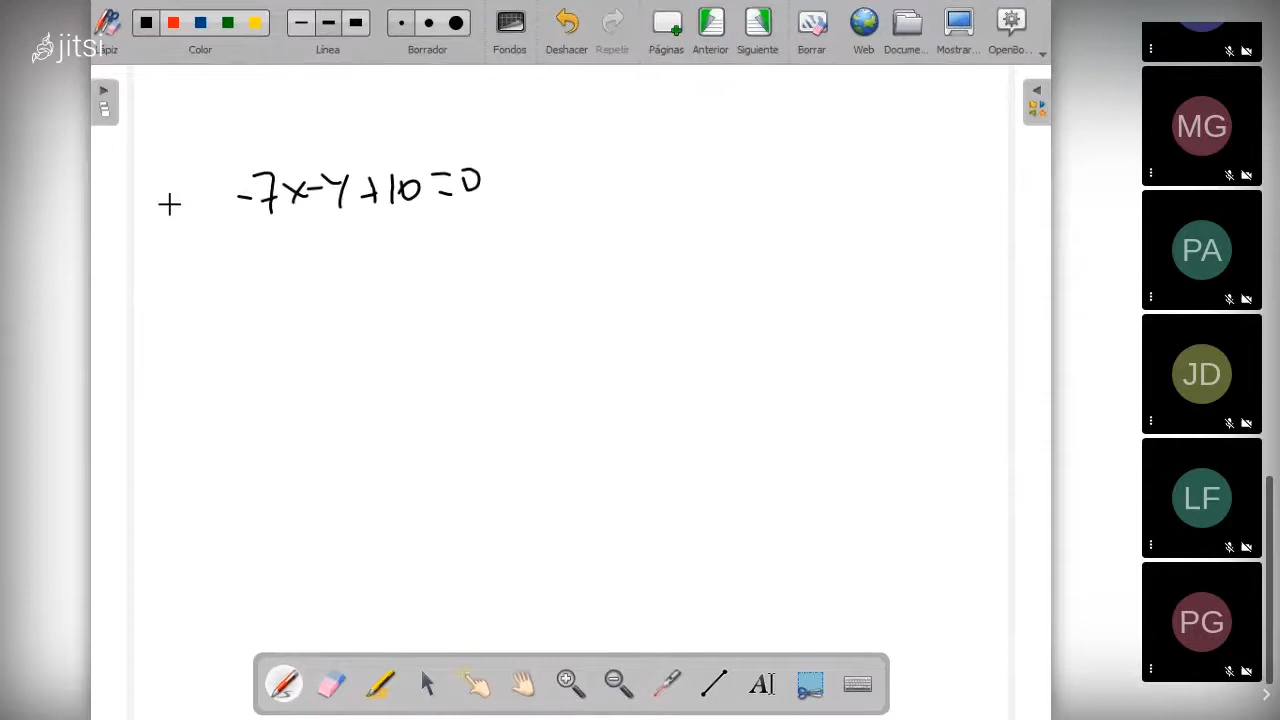 jitsi
Color
Línea
Borrador
Fondos
Deshacer
Repetir
Páginas
Anterior
Siguiente
Borrar
Web
Docume...
Mostrar...
OpenBo...
-7x-y+10=0
MG
PA
JD
LF
PG